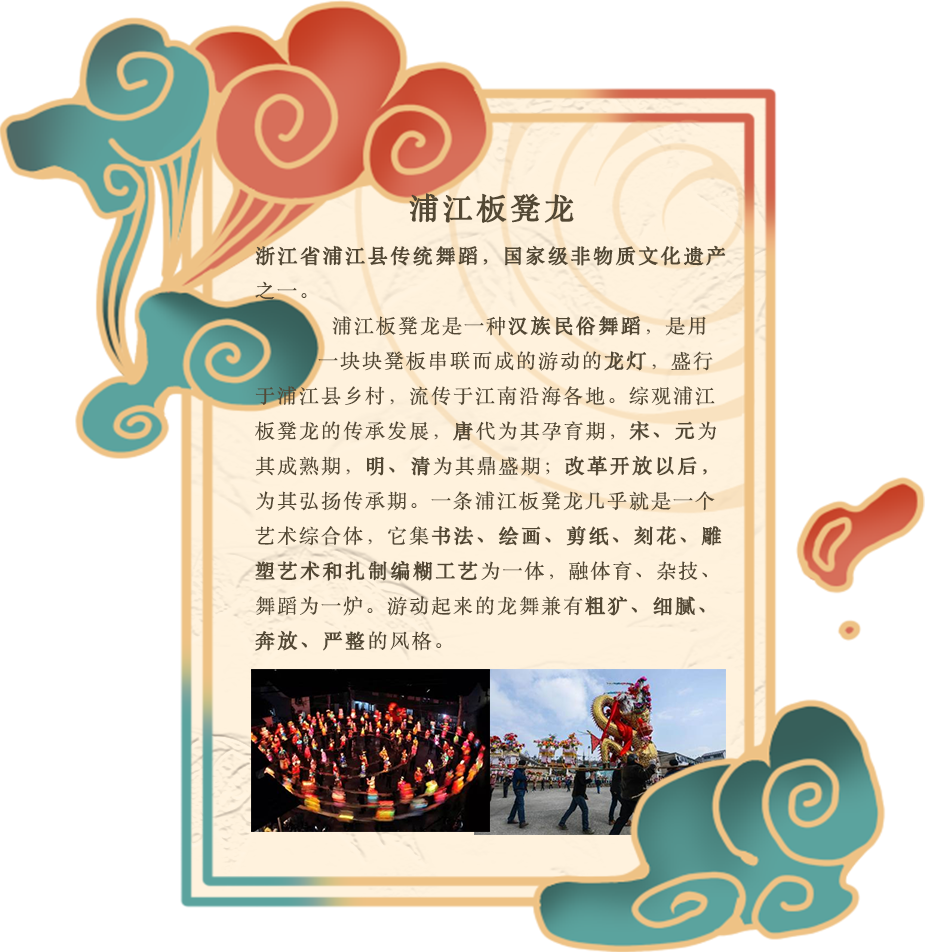 浦江板凳龙
浙江省浦江县传统舞蹈，国家级非物质文化遗产
之一。
浦江板凳龙是一种汉族民俗舞蹈，是用
一块块凳板串联而成的游动的龙灯，盛行
于浦江县乡村，流传于江南沿海各地。综观浦江
板凳龙的传承发展，唐代为其孕育期，宋、元为
其成熟期，明、清为其鼎盛期；改革开放以后，
为其弘扬传承期。一条浦江板凳龙几乎就是一个
艺术综合体，它集书法、绘画、剪纸、刻花、雕
塑艺术和扎制编糊工艺为一体，融体育、杂技、
舞蹈为一炉。游动起来的龙舞兼有粗犷、细腻、
奔放、严整的风格。